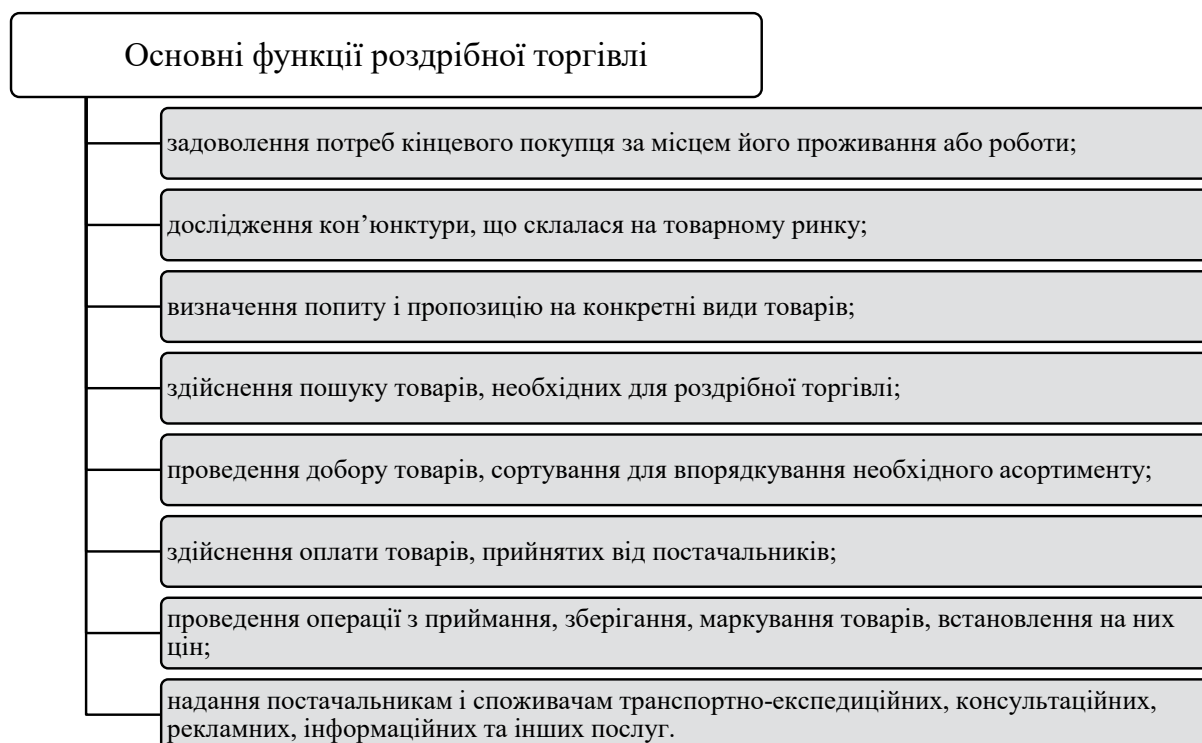 Основні функції роздрібної торгівлі
задоволення потреб кінцевого покупця за місцем його проживання або роботи;
дослідження кон’юнктури, що склалася на товарному ринку;
визначення попиту і пропозицію на конкретні види товарів;
здійснення пошуку товарів, необхідних для роздрібної торгівлі;
проведення добору товарів, сортування для впорядкування необхідного асортименту;
здійснення оплати товарів, прийнятих від постачальників;
проведення операції з приймання, зберігання, маркування товарів, встановлення на них
цін;
надання постачальникам і споживачам транспортно-експедиційних, консультаційних,
рекламних, інформаційних та інших послуг.